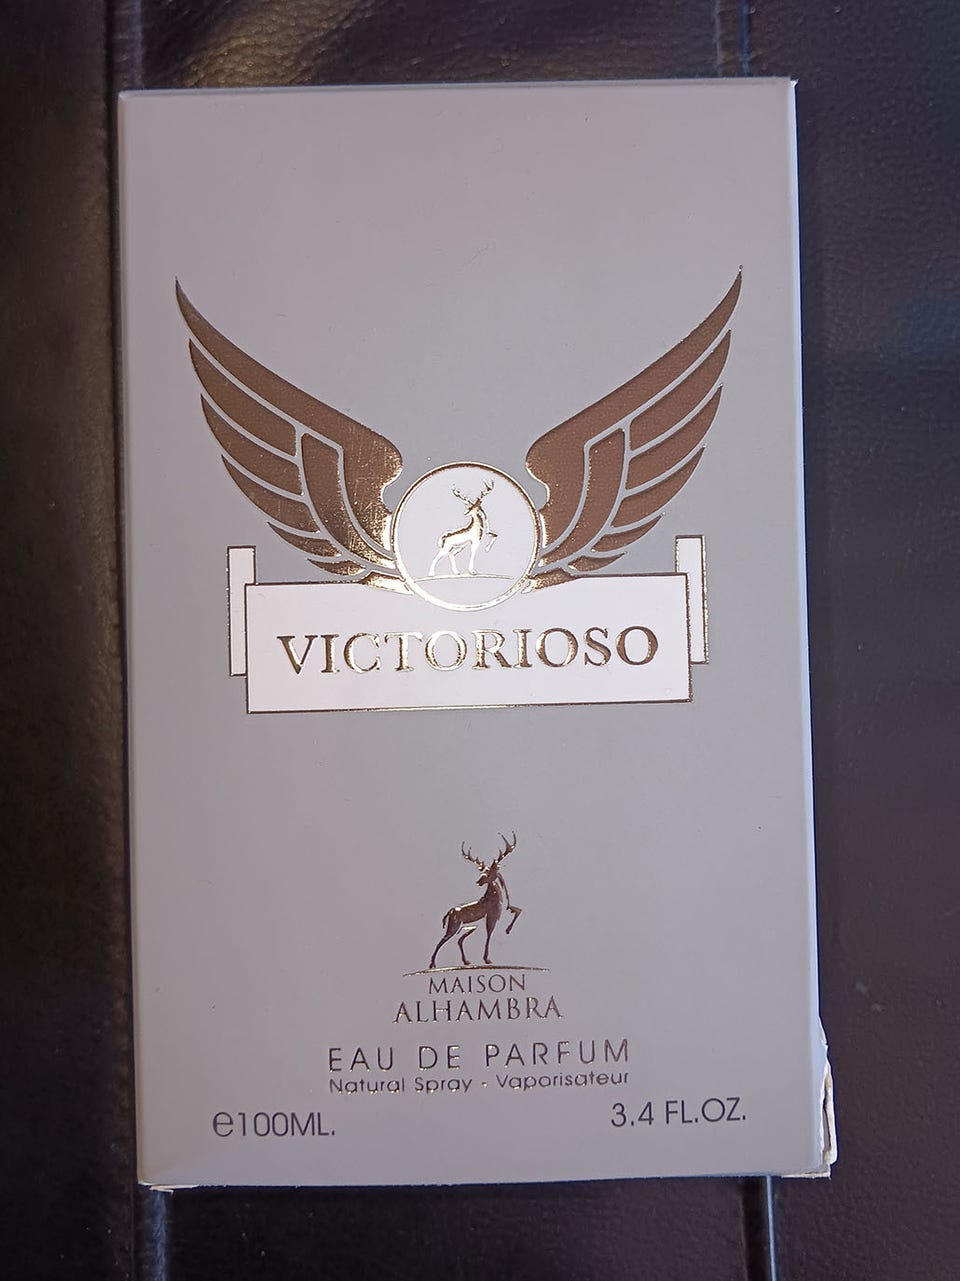 VICTORIOSO
MAISON
ALHAMBRA
EAU DE PARFUM
Natural Spray • Vaporisateur
℮100ML.
3.4 FL.OZ.